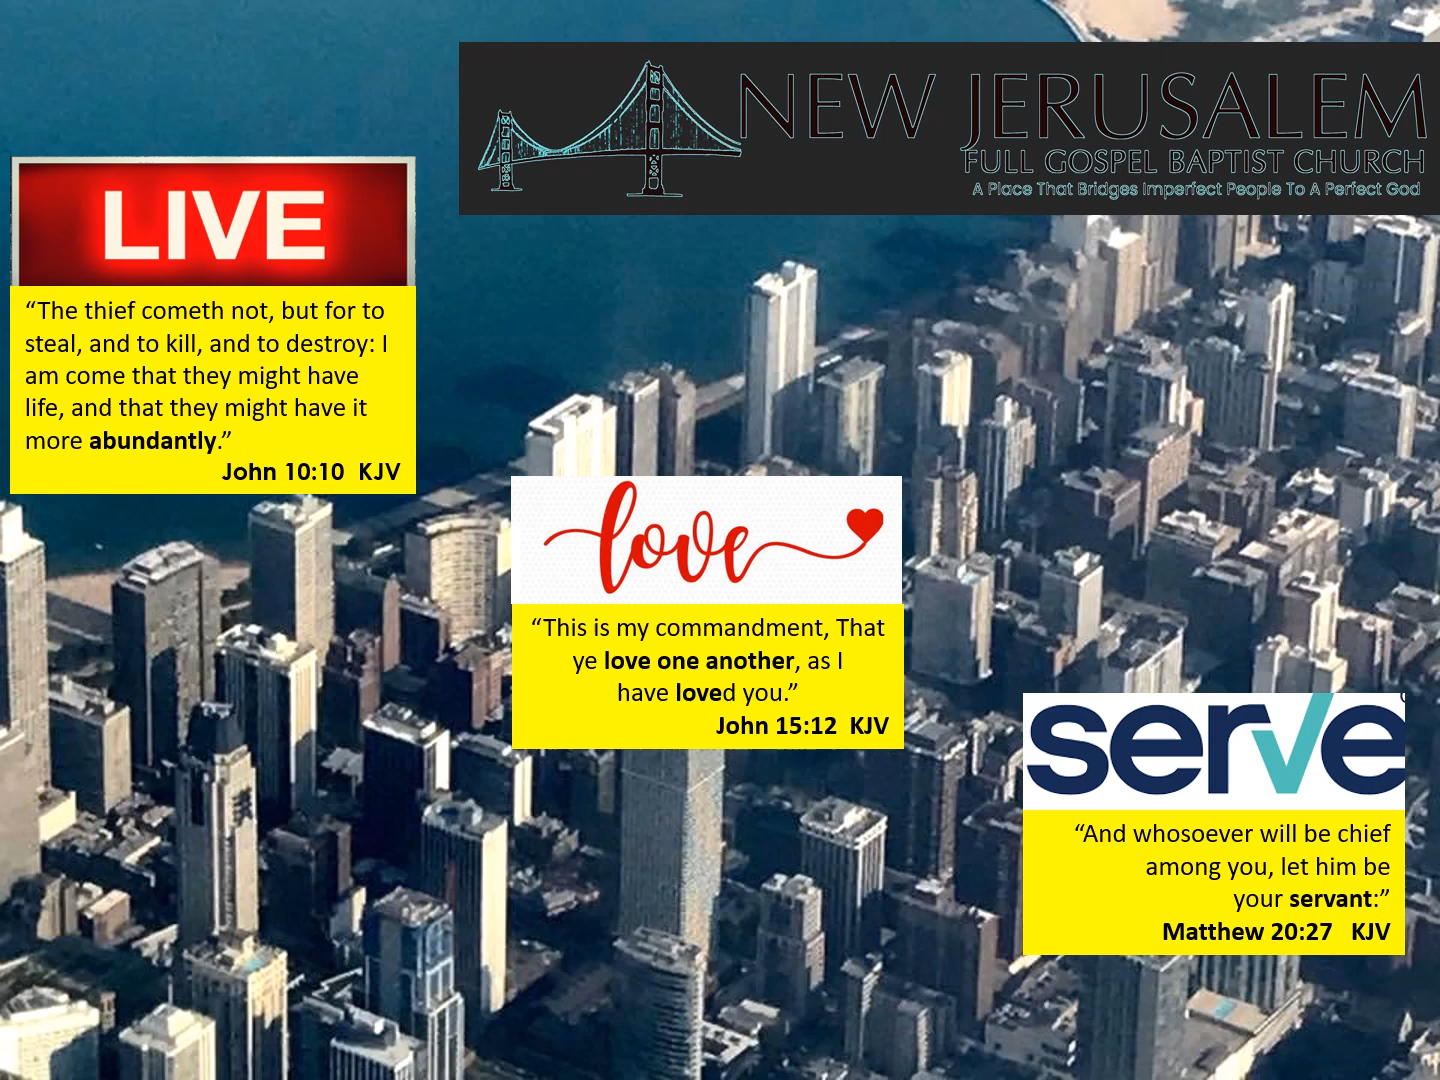 NEW JERUSALEM
FULL GOSPEL BAPTIST CHURCH
A Place That Bridges Imperfect People To A Perfect God
LIVE
“The thief cometh not, but for to
steal, and to kill, and to destroy: I
am come that they might have
life, and that they might have it
more abundantly.”
John 10:10 KJV
love
“This is my commandment, That
ye love one another, as I
have loved you.”
John 15:12 KJV
serve
“And whosoever will be chief
among you, let him be
your servant:”
Matthew 20:27 KJV